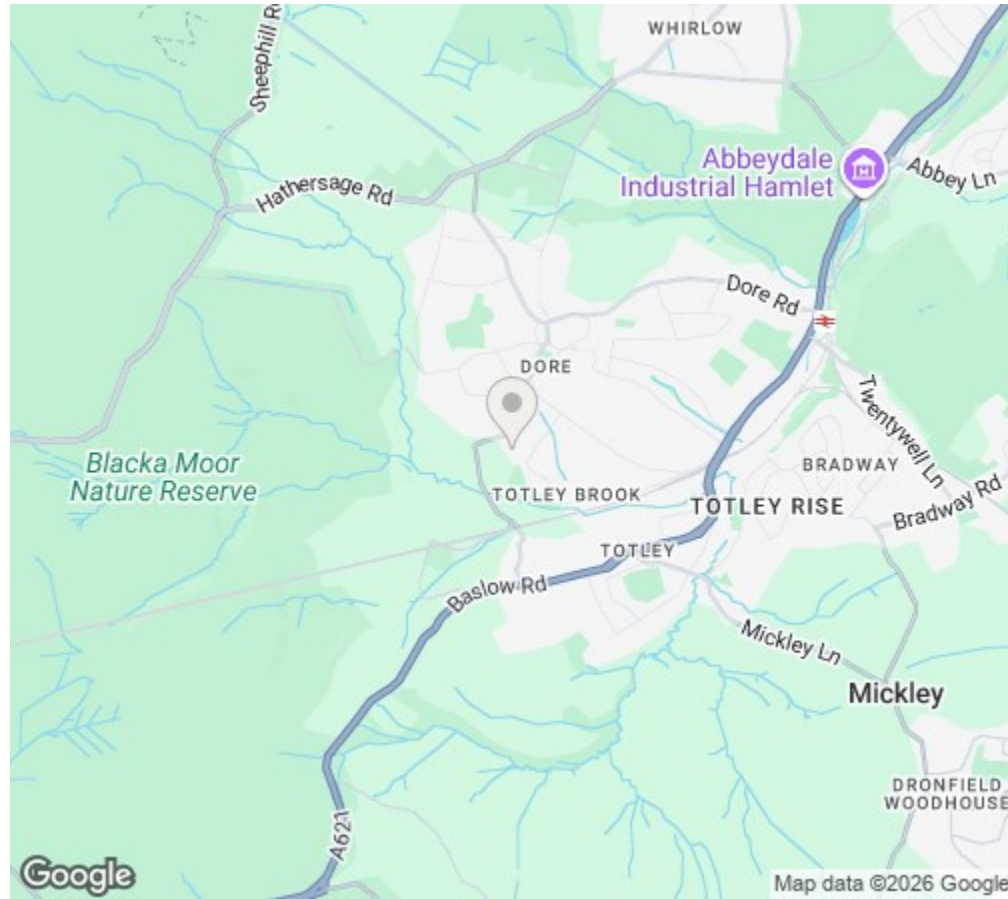 WHIRLOW
Sheephill R
Abbeydale
Industrial Hamlet
Abbey Ln
Hathersage Rd
Dore Rd
DORE
Twentywell Ln
Blacka Moor
Nature Reserve
BRADWAY
TOTLEY BROOK
TOTLEY RISE
Bradway Rd
TOTLEY
Baslow Rd
Mickley Ln
Mickley
DRONFIELD
WOODHOUSE
A621
Google
Map data ©2026 Google